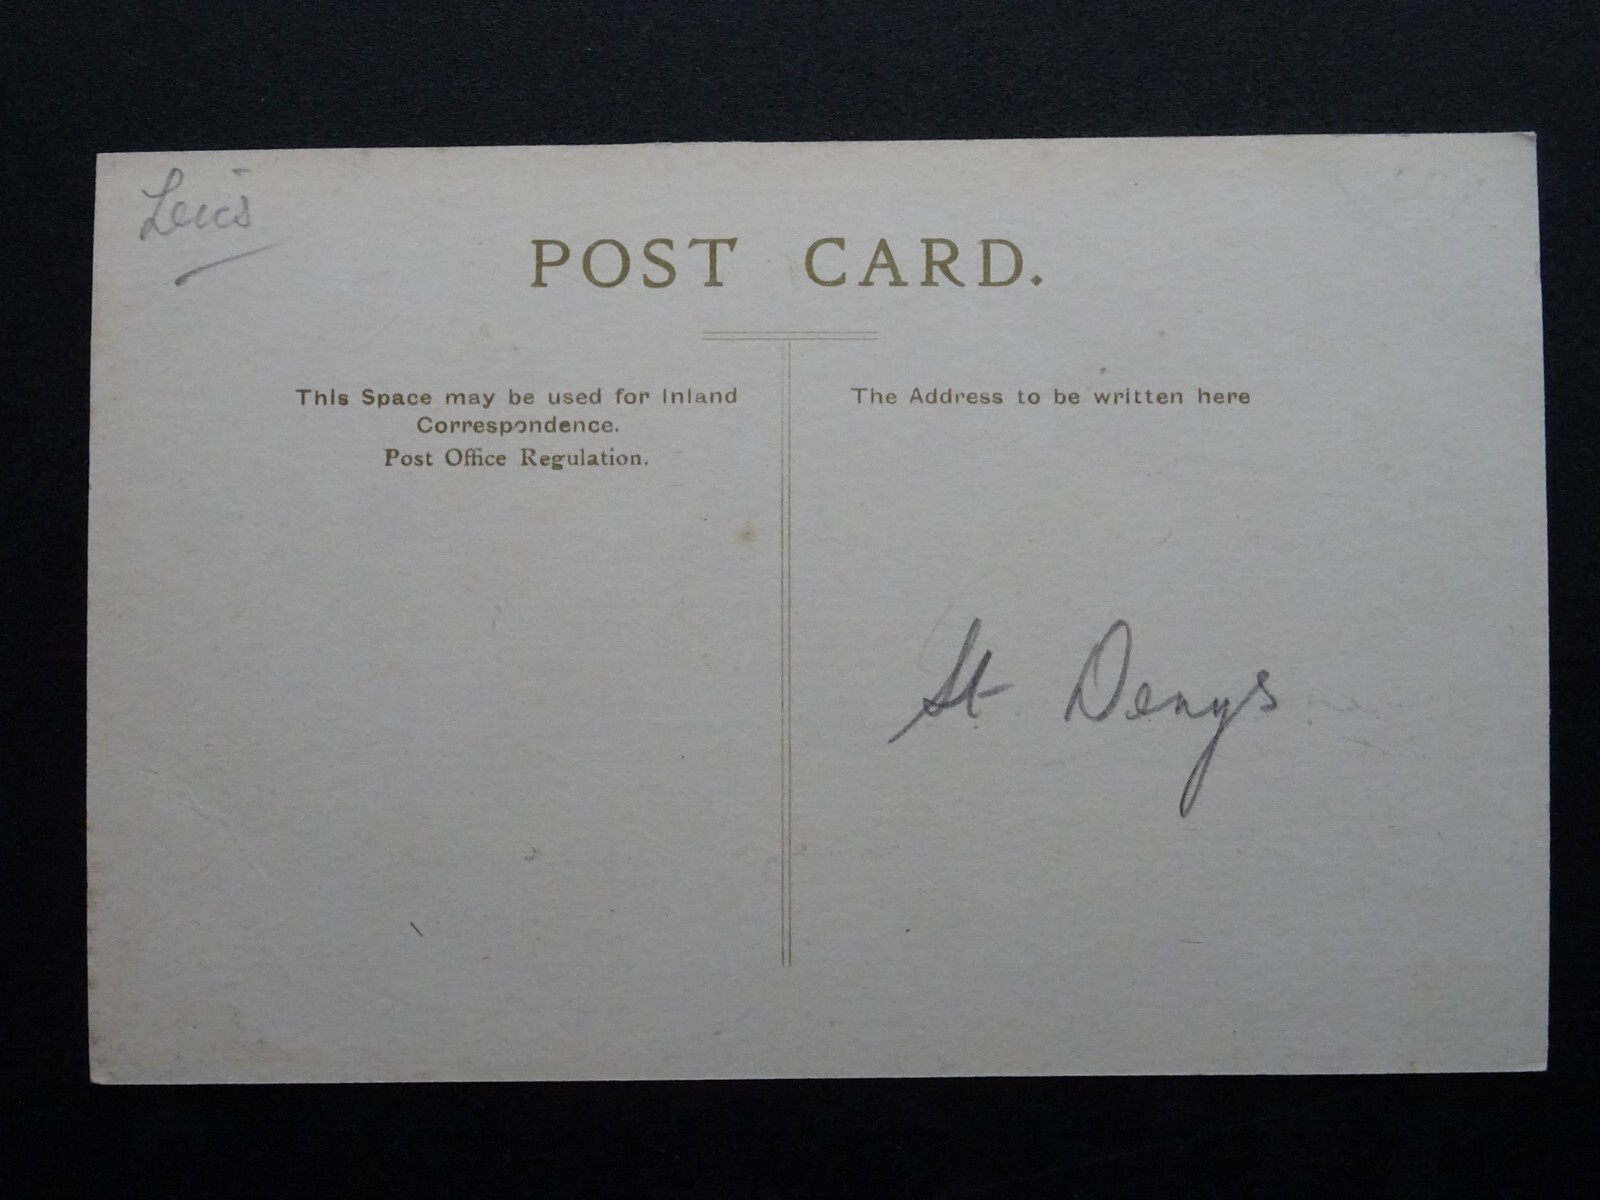 Leics
POST CARD.
This Space may be used for Inland
Correspondence.
Post Office Regulation.
The Address to be written here
St. Denys.